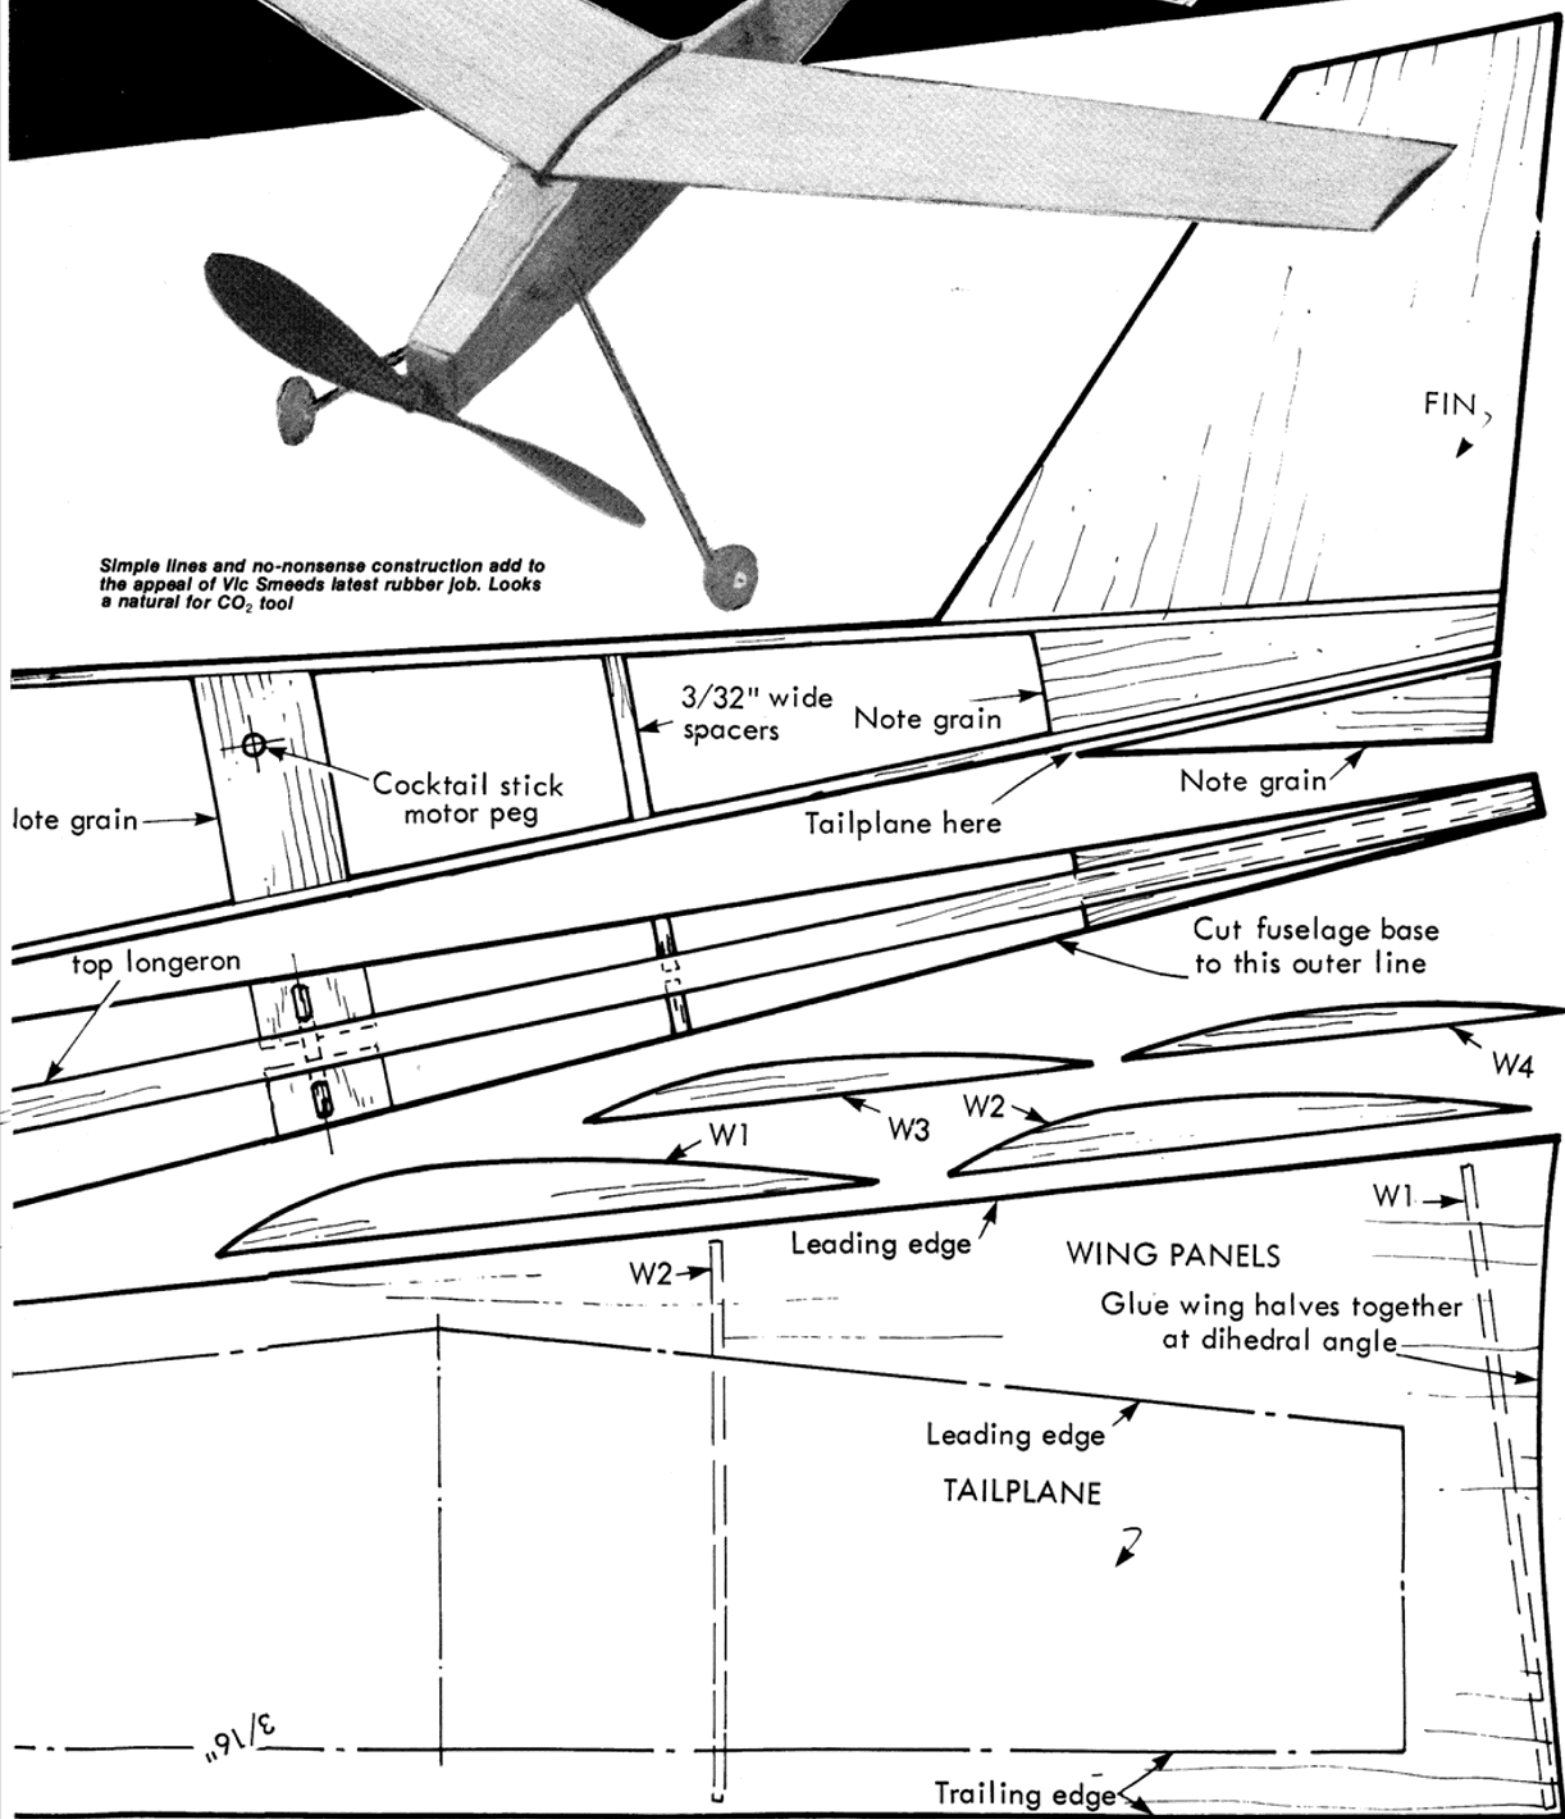 FIN
Simple lines and no-nonsense construction add to
the appeal of Vic Smeeds latest rubber job. Looks
a natural for CO₂ tool
3/32" wide
spacers
Note grain
Cocktail stick
motor peg
Note grain
lote grain
Tailplane here
top longeron
Cut fuselage base
to this outer line
W4
W3
W2
W1
W1
Leading edge
WING PANELS
W2
Glue wing halves together
at dihedral angle
Leading edge
TAILPLANE
3/16"
Trailing edge